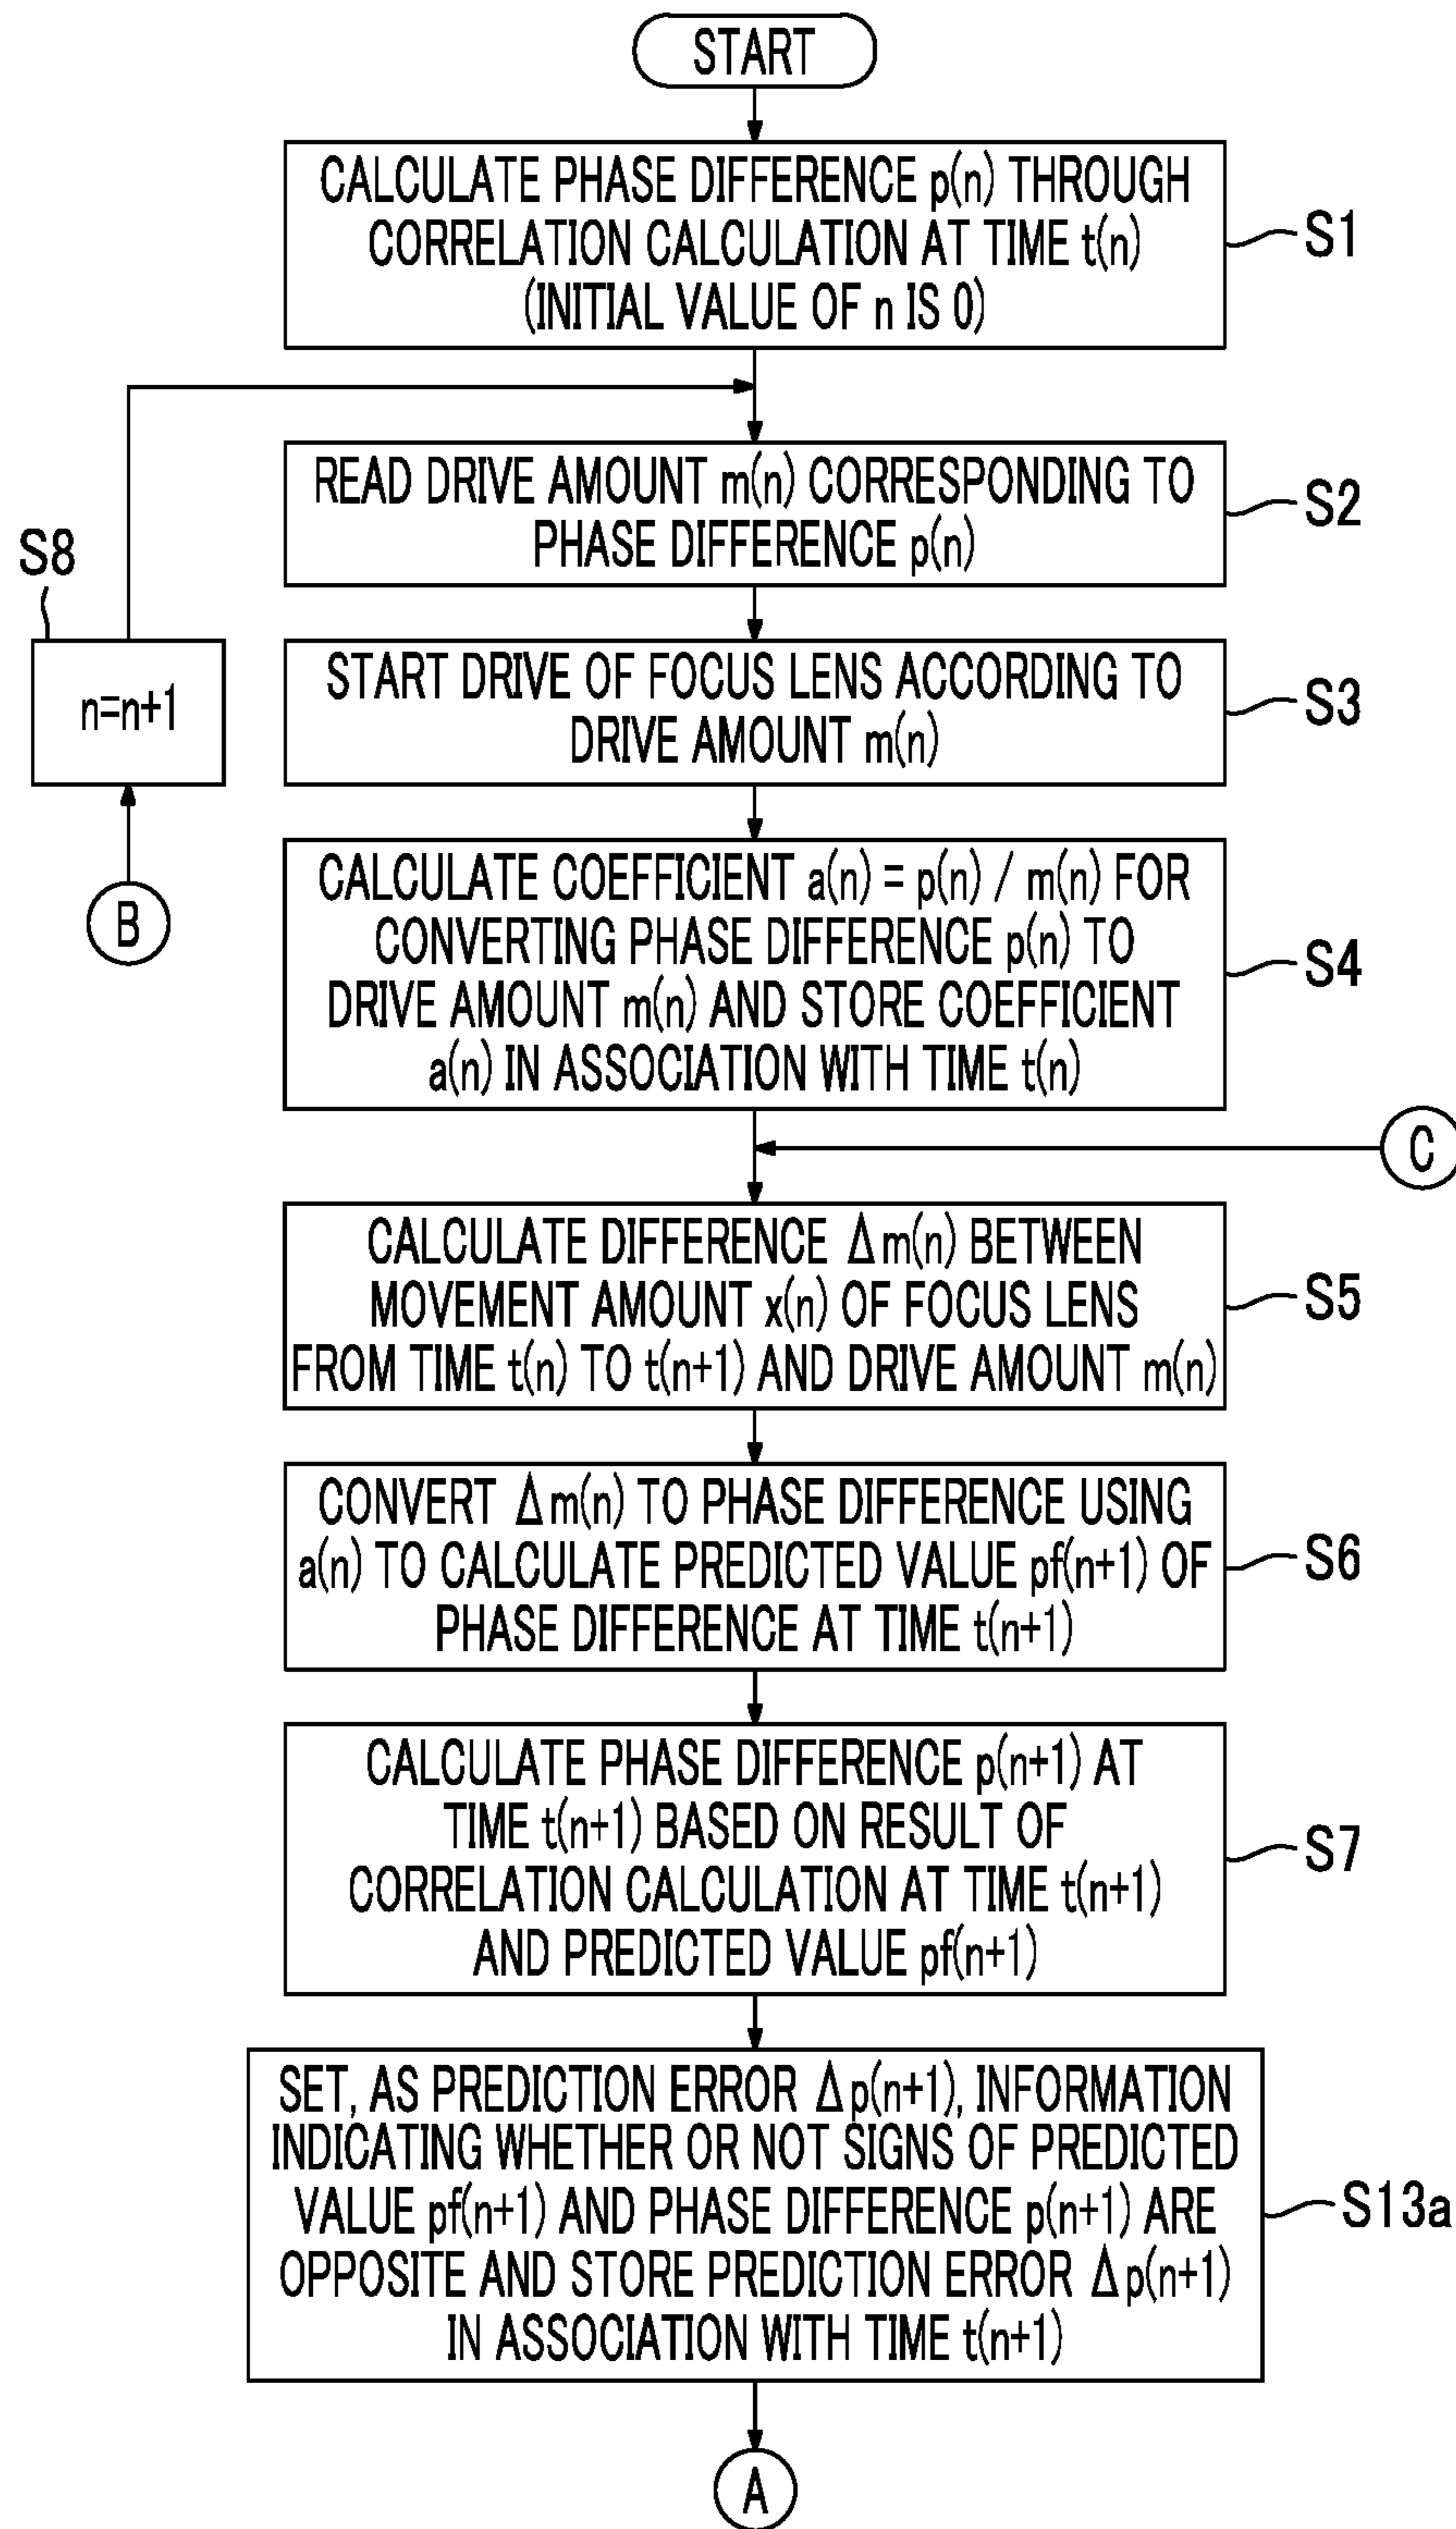 START
CALCULATE PHASE DIFFERENCE p(n) THROUGH
CORRELATION CALCULATION AT TIME t(n)
(INITIAL VALUE OF n IS 0)
S1
READ DRIVE AMOUNT m(n) CORRESPONDING TO
PHASE DIFFERENCE p(n)
S2
S8
n=n+1
B
START DRIVE OF FOCUS LENS ACCORDING TO
DRIVE AMOUNT m(n)
S3
CALCULATE COEFFICIENT a(n) = p(n) / m(n) FOR
CONVERTING PHASE DIFFERENCE p(n) TO
DRIVE AMOUNT m(n) AND STORE COEFFICIENT
a(n) IN ASSOCIATION WITH TIME t(n)
S4
C
CALCULATE DIFFERENCE Δm(n) BETWEEN
MOVEMENT AMOUNT x(n) OF FOCUS LENS
FROM TIME t(n) TO t(n+1) AND DRIVE AMOUNT m(n)
S5
CONVERT Δm(n) TO PHASE DIFFERENCE USING
a(n) TO CALCULATE PREDICTED VALUE pf(n+1) OF
PHASE DIFFERENCE AT TIME t(n+1)
S6
CALCULATE PHASE DIFFERENCE p(n+1) AT
TIME t(n+1) BASED ON RESULT OF
CORRELATION CALCULATION AT TIME t(n+1)
AND PREDICTED VALUE pf(n+1)
S7
SET, AS PREDICTION ERROR Δp(n+1), INFORMATION
INDICATING WHETHER OR NOT SIGNS OF PREDICTED
VALUE pf(n+1) AND PHASE DIFFERENCE p(n+1) ARE
OPPOSITE AND STORE PREDICTION ERROR Δp(n+1)
IN ASSOCIATION WITH TIME t(n+1)
S13a
A